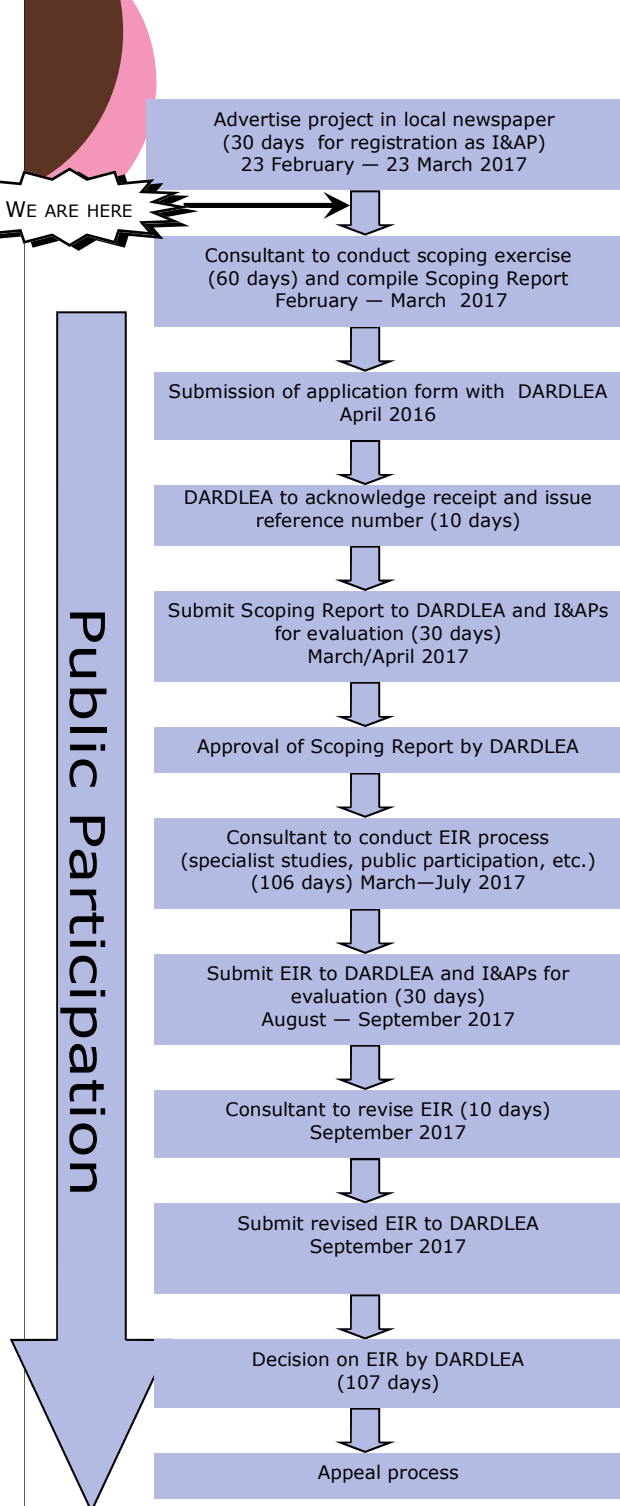 Advertise project in local newspaper
(30 days for registration as I&AP)
23 February — 23 March 2017
WE ARE HERE
Consultant to conduct scoping exercise
(60 days) and compile Scoping Report
February — March 2017
Submission of application form with DARDLEA
April 2016
DARDLEA to acknowledge receipt and issue
reference number (10 days)
Submit Scoping Report to DARDLEA and I&APs
for evaluation (30 days)
March/April 2017
Approval of Scoping Report by DARDLEA
Consultant to conduct EIR process
(specialist studies, public participation, etc.)
(106 days) March—July 2017
Submit EIR to DARDLEA and I&APs for
evaluation (30 days)
August — September 2017
Consultant to revise EIR (10 days)
September 2017
Submit revised EIR to DARDLEA
September 2017
Decision on EIR by DARDLEA
(107 days)
Appeal process
Public Participation